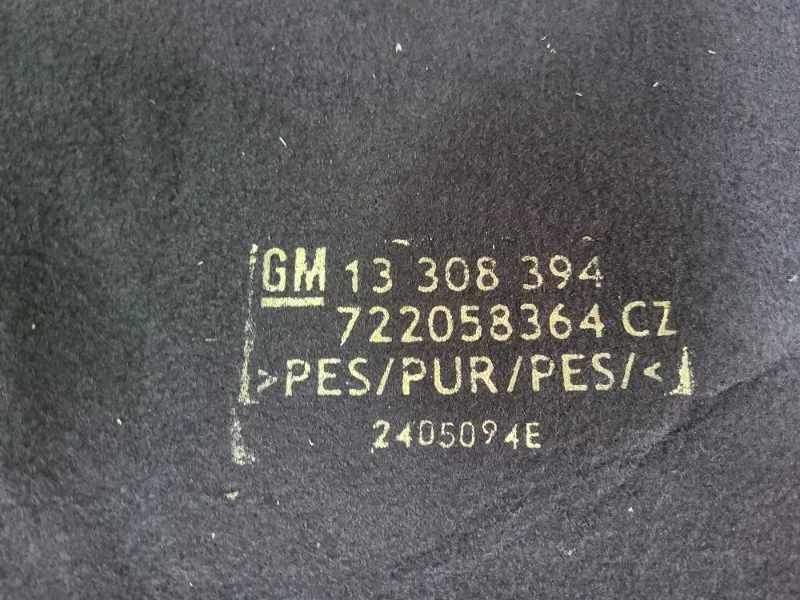 GM 13 308 394
722058364 CZ
>PES/PUR/PES/<
2405094E